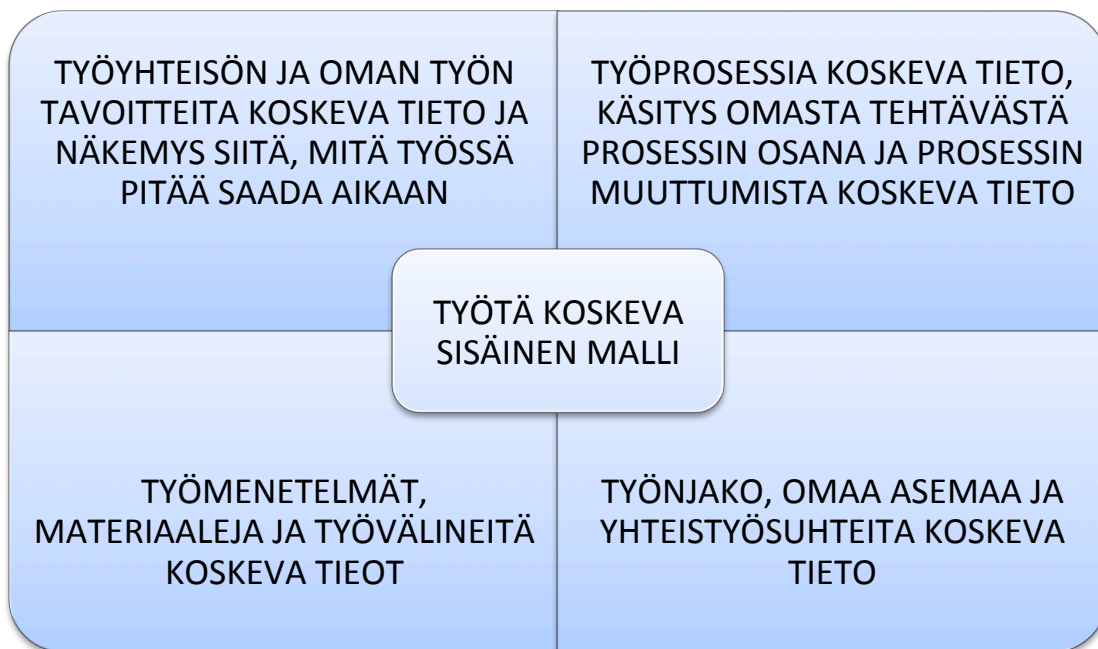 TYÖYHTEISÖN JA OMAN TYÖN
TAVOITTEITA KOSKEVA TIETO JA
NÄKEMYS SIITÄ, MITÄ TYÖSSÄ
PITÄÄ SAADA AIKAAN
TYÖPROSESSIA KOSKEVA TIETO,
KÄSITYS OMASTA TEHTÄVÄSTÄ
PROSESSIN OSANA JA PROSESSIN
MUUTTUMISTA KOSKEVA TIETO
TYÖTÄ KOSKEVA
SISÄINEN MALLI
TYÖMENETELMÄT,
MATERIAALEJA JA TYÖVÄLINEITÄ
KOSKEVA TIEOT
TYÖNJAKO, OMAA ASEMAA JA
YHTEISTYÖSUHTEITA KOSKEVA
TIETO